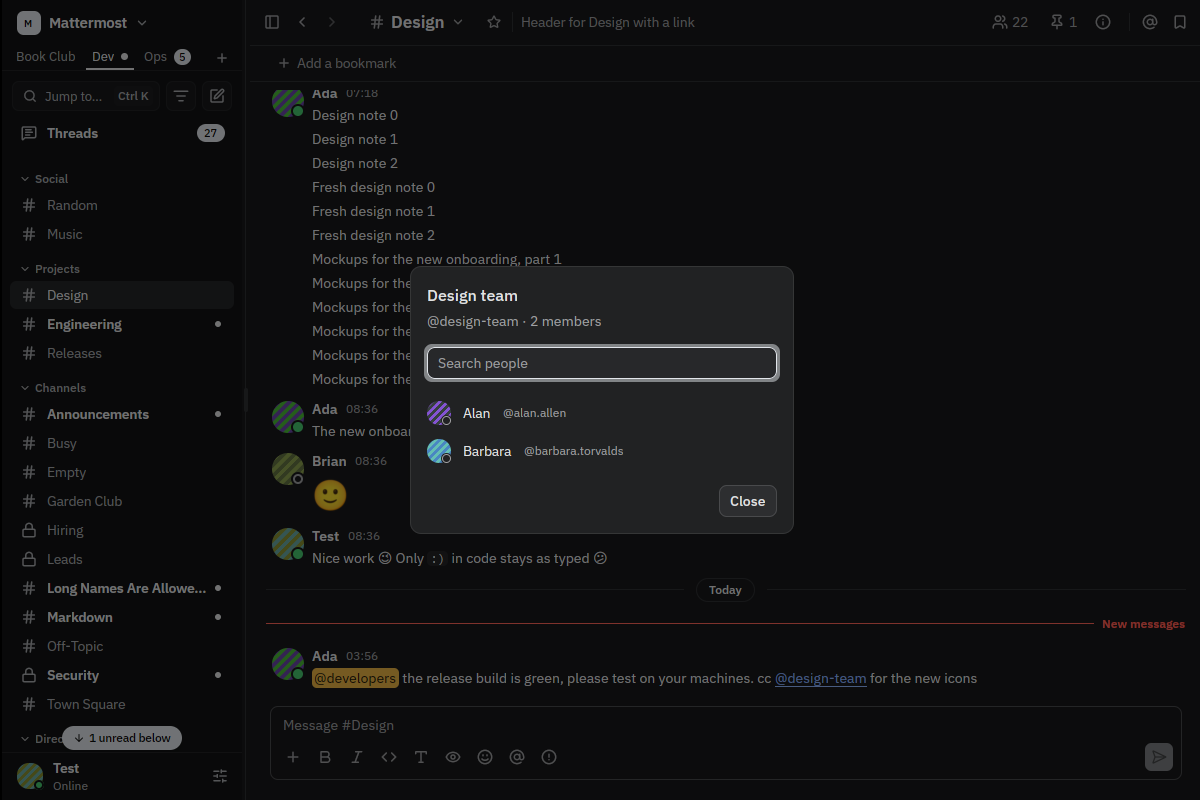 M Mattermost
Book Club Dev Ops 5
Jump to... Ctrl K
Threads 27
Social
Random
Music
Projects
Design
Engineering
Releases
Channels
Announcements
Busy
Empty
Garden Club
Hiring
Leads
Long Names Are Allowe...
Markdown
Off-Topic
Security
Town Square
Direc
1 unread below
Test
Online
Design Header for Design with a link 22 1
Add a bookmark
Ada 07:18
Design note 0
Design note 1
Design note 2
Fresh design note 0
Fresh design note 1
Fresh design note 2
Mockups for the new onboarding, part 1
Mockups for the
Mockups for the
Mockups for the
Mockups for the
Mockups for the
Ada 08:36
The new onboar
Brian 08:36
Test 08:36
Nice work Only :) in code stays as typed
Today
New messages
Ada 03:56
@developers the release build is green, please test on your machines. cc @design-team for the new icons
Message #Design
Design team
@design-team · 2 members
Search people
Alan @alan.allen
Barbara @barbara.torvalds
Close